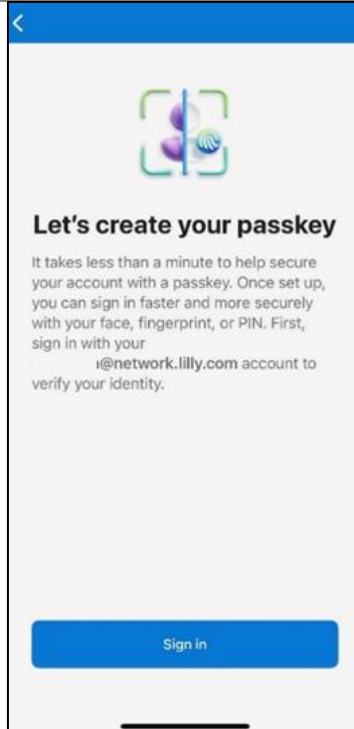 Let's create your passkey
It takes less than a minute to help secure
your account with a passkey. Once set up,
you can sign in faster and more securely
with your face, fingerprint, or PIN. First,
sign in with your
@network.lilly.com account to
verify your identity.
Sign in